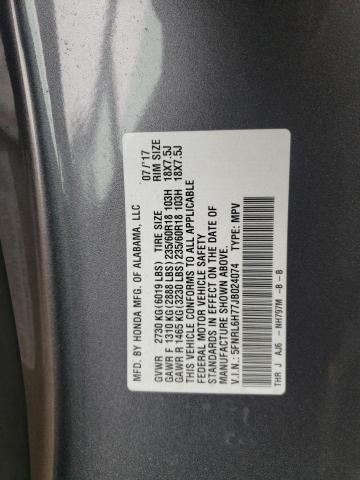 MFD. BY HONDA MFG. OF ALABAMA, LLC 07/'17
GVWR 2730 KG(6019 LBS) TIRE SIZE RIM SIZE
GAWR F 1310 KG(2888 LBS)235/60R18 103H 18X7.5J
GAWR R 1465 KG(3230 LBS)235/60R18 103H 18X7.5J
THIS VEHICLE CONFORMS TO ALL APPLICABLE
FEDERAL MOTOR VEHICLE SAFETY
STANDARDS IN EFFECT ON THE DATE OF
MANUFACTURE SHOWN ABOVE.
V.I.N.: 5FNRL6H77JB024074 TYPE: MPV
THR J AJ6 - NH797M -B -B